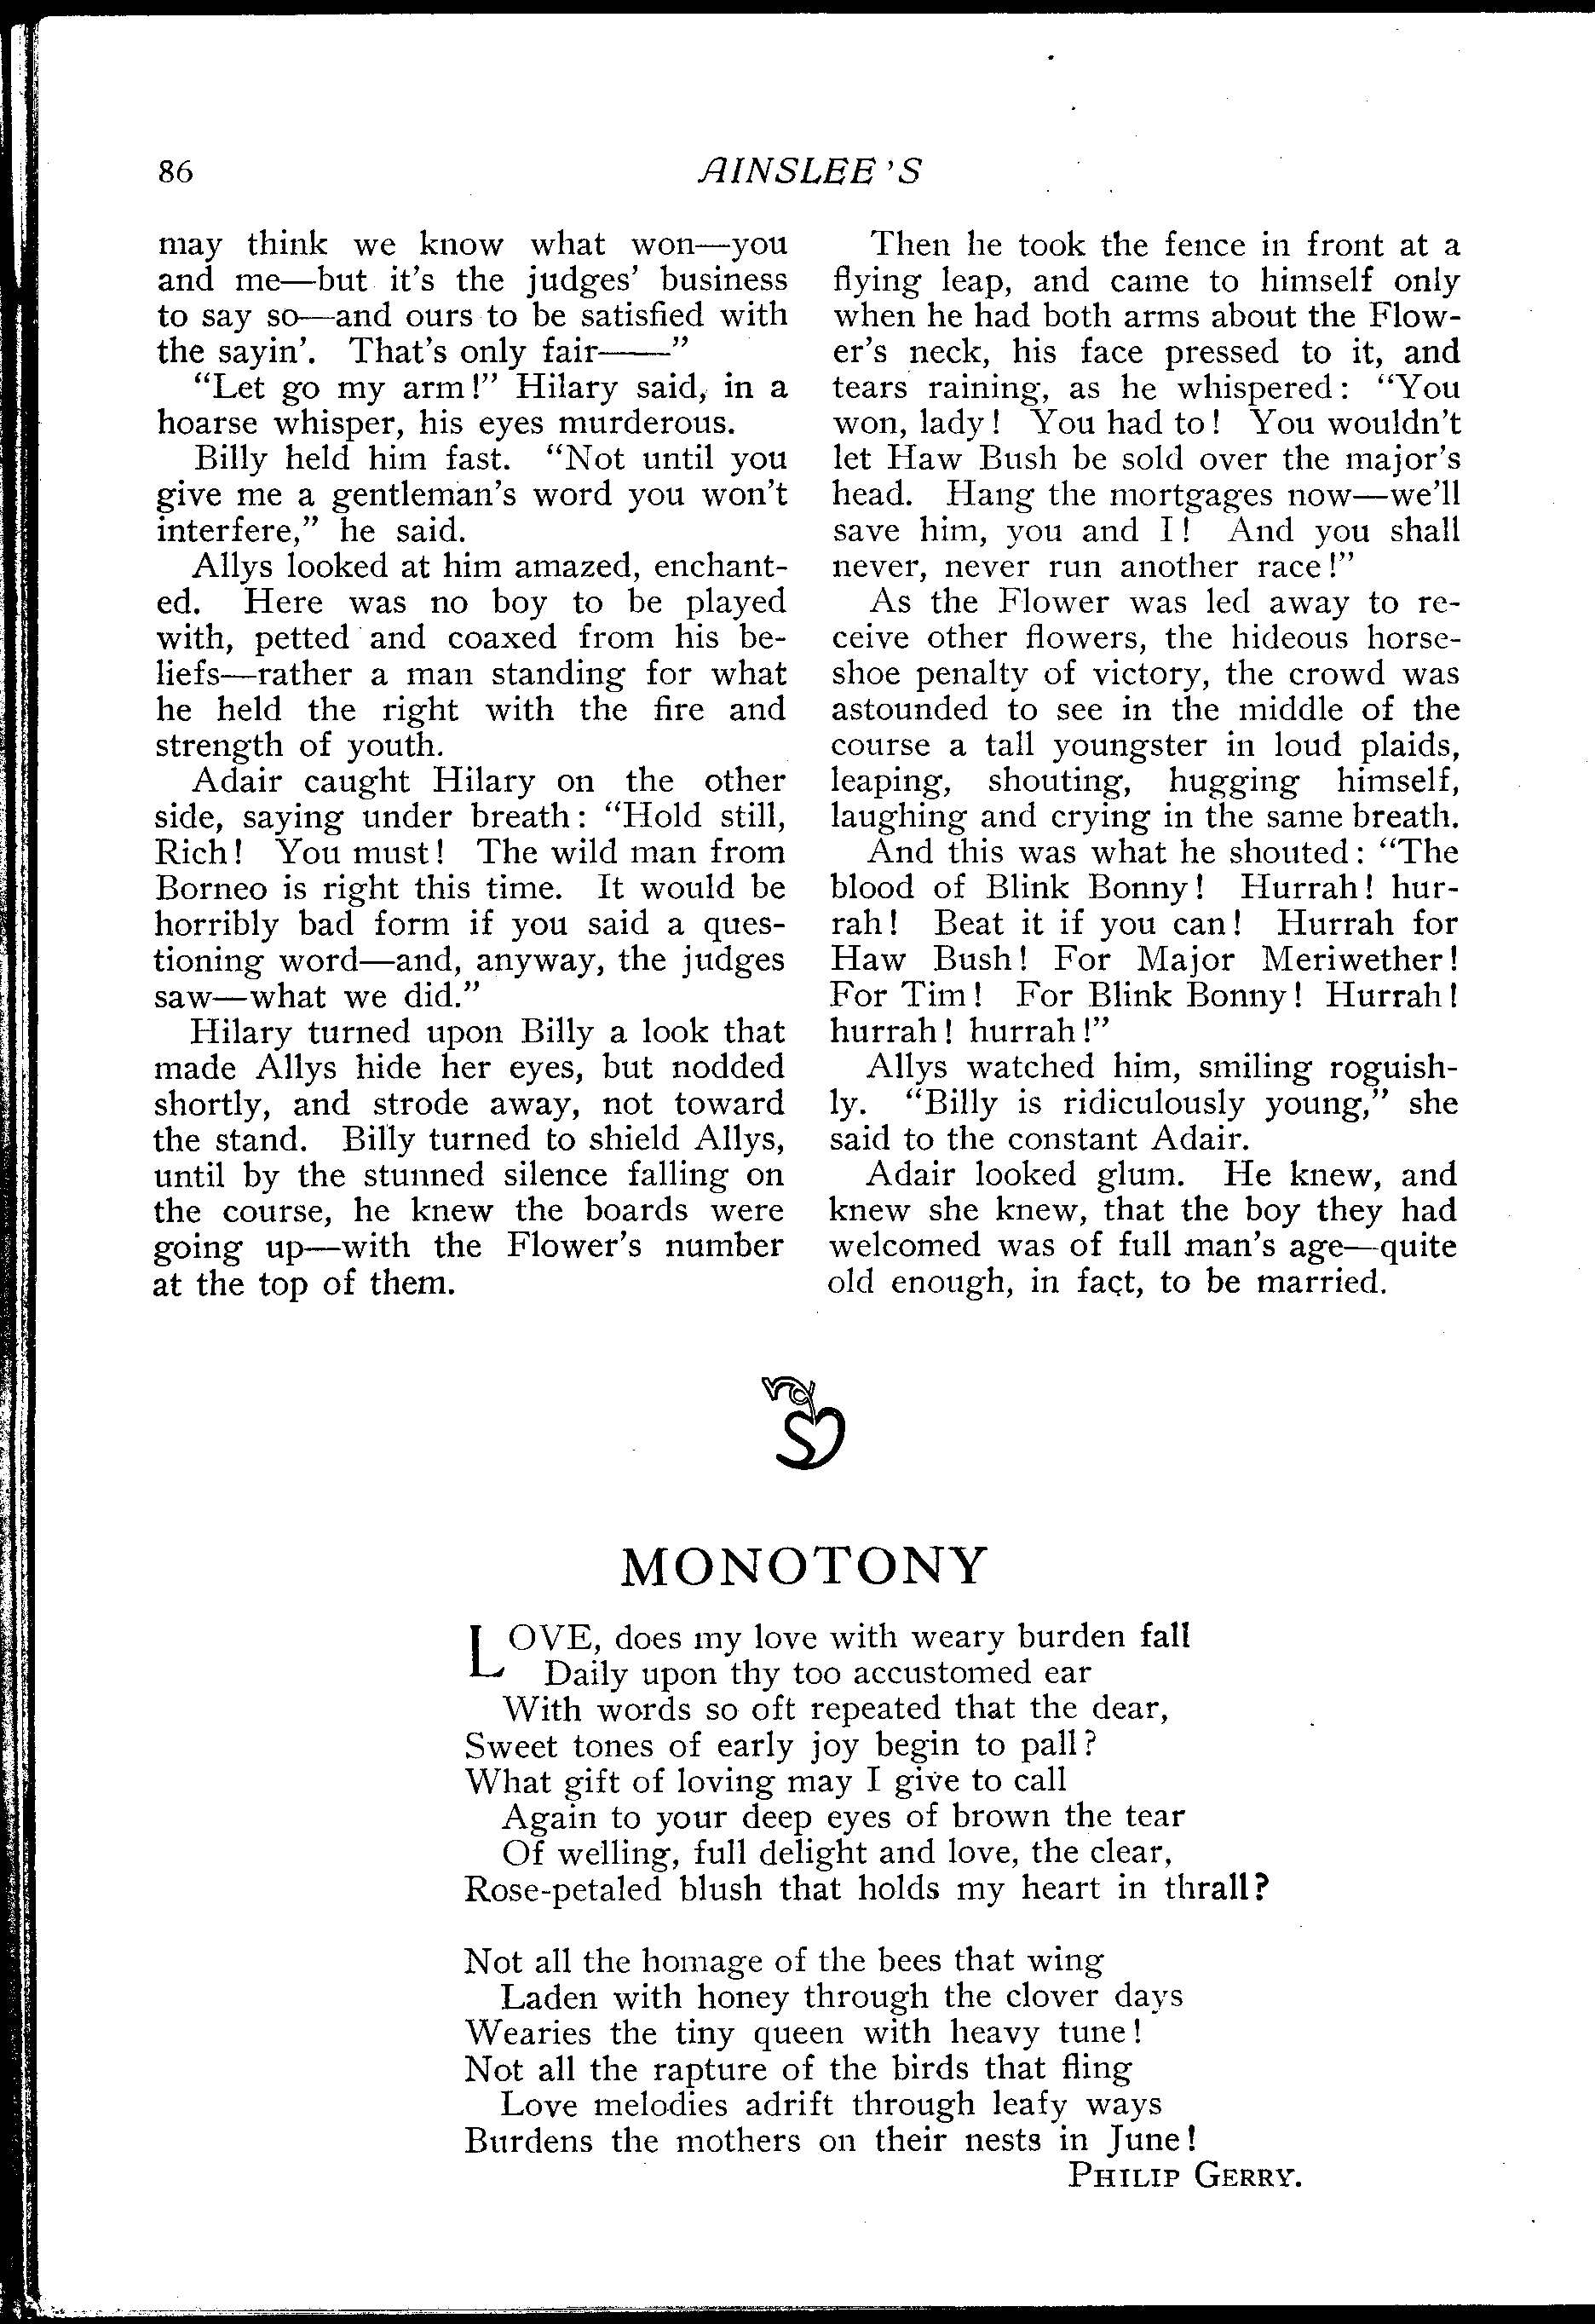 86
AINSLEE'S
may think we know what won—you
and me—but it's the judges' business
to say so—and ours to be satisfied with
the sayin'. That's only fair——"
"Let go my arm!" Hilary said, in a
hoarse whisper, his eyes murderous.
Billy held him fast. "Not until you
give me a gentleman's word you won't
interfere," he said.
Allys looked at him amazed, enchant-
ed. Here was no boy to be played
with, petted and coaxed from his be-
liefs—rather a man standing for what
he held the right with the fire and
strength of youth.
Adair caught Hilary on the other
side, saying under breath: "Hold still,
Rich! You must! The wild man from
Borneo is right this time. It would be
horribly bad form if you said a ques-
tioning word—and, anyway, the judges
saw—what we did."
Hilary turned upon Billy a look that
made Allys hide her eyes, but nodded
shortly, and strode away, not toward
the stand. Billy turned to shield Allys,
until by the stunned silence falling on
the course, he knew the boards were
going up—with the Flower's number
at the top of them.
Then he took the fence in front at a
flying leap, and came to himself only
when he had both arms about the Flow-
er's neck, his face pressed to it, and
tears raining, as he whispered: "You
won, lady! You had to! You wouldn't
let Haw Bush be sold over the major's
head. Hang the mortgages now—we'll
save him, you and I! And you shall
never, never run another race!"
As the Flower was led away to re-
ceive other flowers, the hideous horse-
shoe penalty of victory, the crowd was
astounded to see in the middle of the
course a tall youngster in loud plaids,
leaping, shouting, hugging himself,
laughing and crying in the same breath.
And this was what he shouted: "The
blood of Blink Bonny! Hurrah! hur-
rah! Beat it if you can! Hurrah for
Haw Bush! For Major Meriwether!
For Tim! For Blink Bonny! Hurrah!
hurrah! hurrah!"
Allys watched him, smiling roguish-
ly. "Billy is ridiculously young," she
said to the constant Adair.
Adair looked glum. He knew, and
knew she knew, that the boy they had
welcomed was of full man's age—quite
old enough, in fact, to be married.
MONOTONY
LOVE, does my love with weary burden fall
Daily upon thy too accustomed ear
With words so oft repeated that the dear,
Sweet tones of early joy begin to pall?
What gift of loving may I give to call
Again to your deep eyes of brown the tear
Of welling, full delight and love, the clear,
Rose-petaled blush that holds my heart in thrall?
Not all the homage of the bees that wing
Laden with honey through the clover days
Wearies the tiny queen with heavy tune!
Not all the rapture of the birds that fling
Love melodies adrift through leafy ways
Burdens the mothers on their nests in June!
PHILIP GERRY.